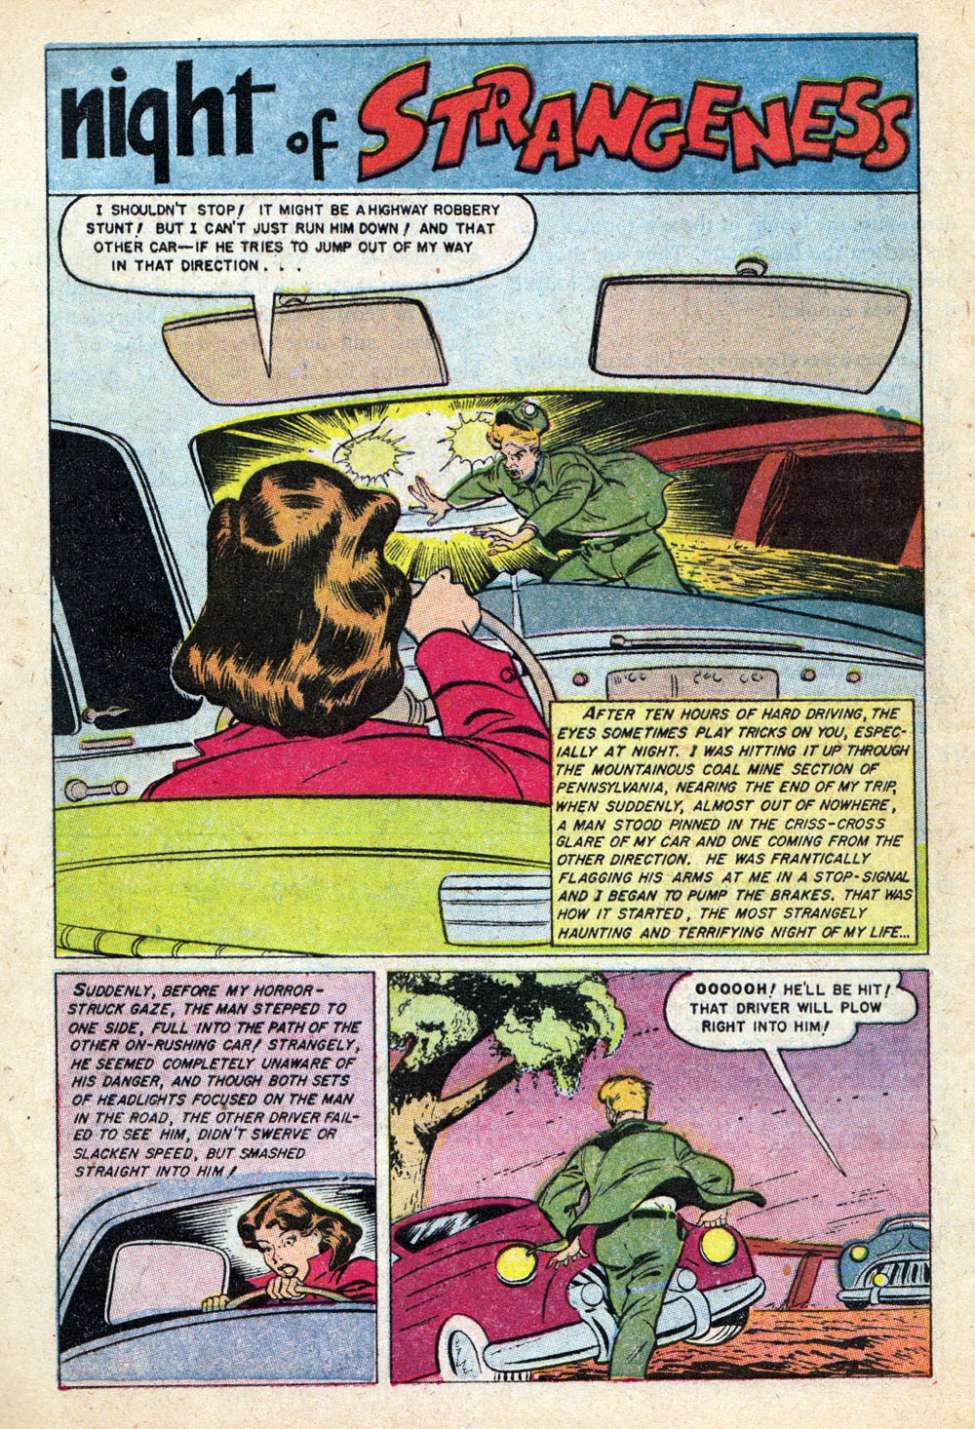 night of STRANGENESS
I SHOULDN'T STOP! IT MIGHT BE A HIGHWAY ROBBERY
STUNT! BUT I CAN'T JUST RUN HIM DOWN! AND THAT
OTHER CAR—IF HE TRIES TO JUMP OUT OF MY WAY
IN THAT DIRECTION . . .
AFTER TEN HOURS OF HARD DRIVING, THE
EYES SOMETIMES PLAY TRICKS ON YOU, ESPEC-
IALLY AT NIGHT. I WAS HITTING IT UP THROUGH
THE MOUNTAINOUS COAL MINE SECTION OF
PENNSYLVANIA, NEARING THE END OF MY TRIP,
WHEN SUDDENLY, ALMOST OUT OF NOWHERE,
A MAN STOOD PINNED IN THE CRISS-CROSS
GLARE OF MY CAR AND ONE COMING FROM THE
OTHER DIRECTION. HE WAS FRANTICALLY
FLAGGING HIS ARMS AT ME IN A STOP-SIGNAL
AND I BEGAN TO PUMP THE BRAKES. THAT WAS
HOW IT STARTED, THE MOST STRANGELY
HAUNTING AND TERRIFYING NIGHT OF MY LIFE...
SUDDENLY, BEFORE MY HORROR-
STRUCK GAZE, THE MAN STEPPED TO
ONE SIDE, FULL INTO THE PATH OF THE
OTHER ON-RUSHING CAR! STRANGELY,
HE SEEMED COMPLETELY UNAWARE OF
HIS DANGER, AND THOUGH BOTH SETS
OF HEADLIGHTS FOCUSED ON THE MAN
IN THE ROAD, THE OTHER DRIVER FAIL-
ED TO SEE HIM, DIDN'T SWERVE OR
SLACKEN SPEED, BUT SMASHED
STRAIGHT INTO HIM!
OOOOOH! HE'LL BE HIT!
THAT DRIVER WILL PLOW
RIGHT INTO HIM!